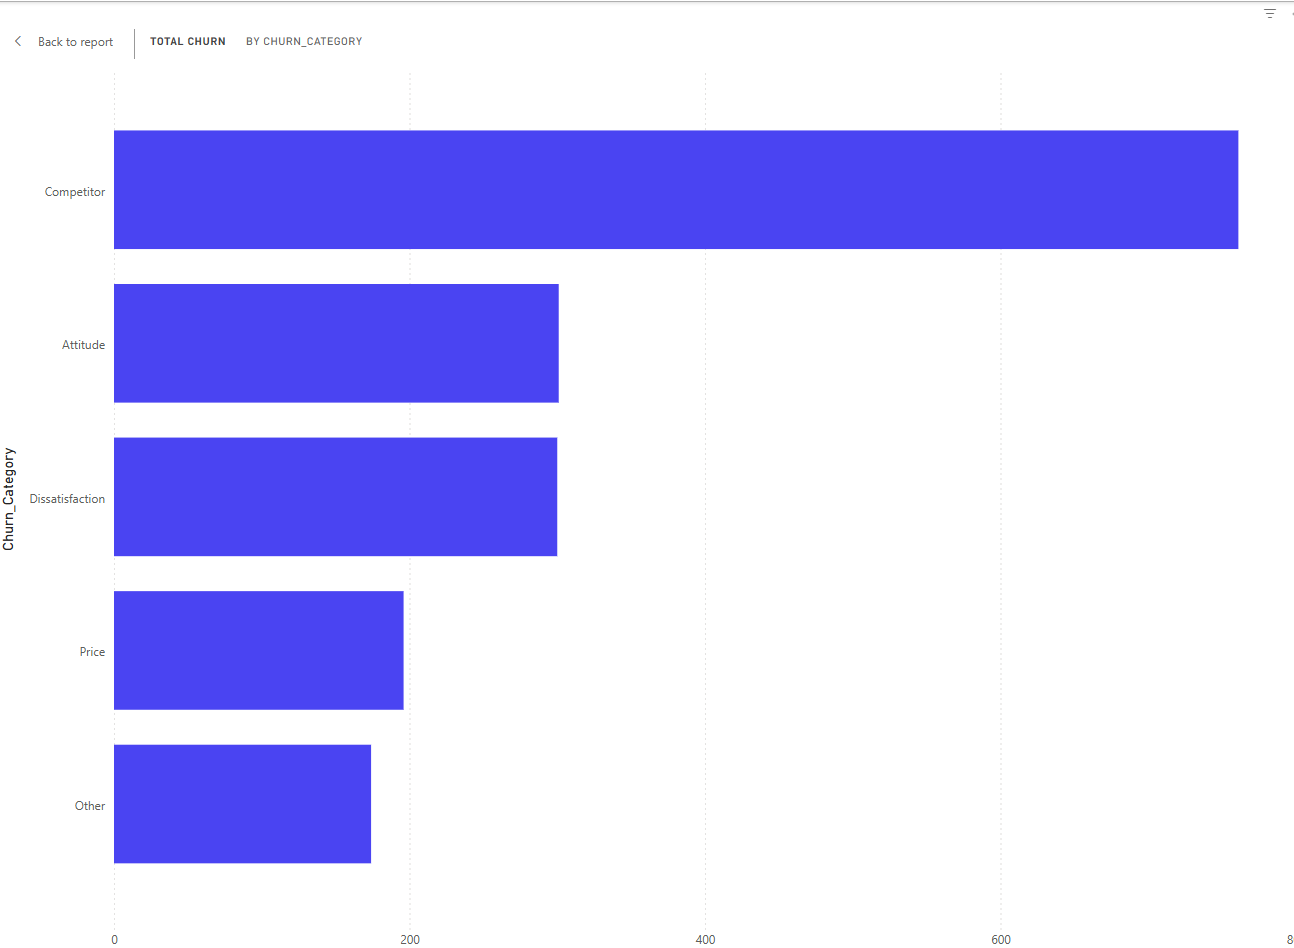 Back to report
TOTAL CHURN
BY CHURN_CATEGORY
Churn_Category
Competitor
Attitude
Dissatisfaction
Price
Other
0 200 400 600